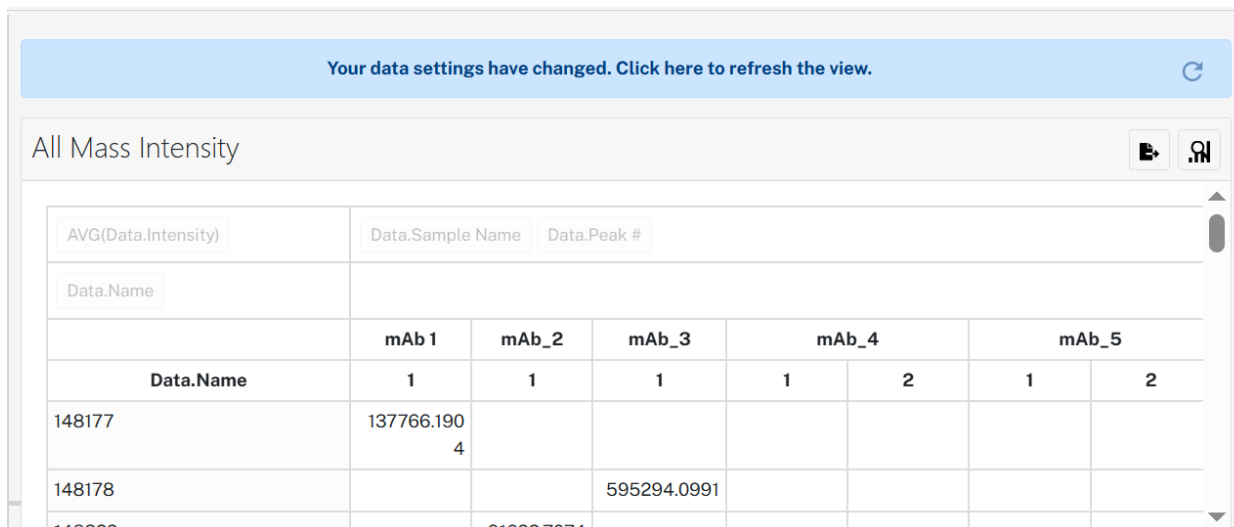 Your data settings have changed. Click here to refresh the view.
All Mass Intensity
AVG(Data.Intensity) Data.Sample Name Data.Peak #
Data.Name
mAb 1 mAb_2 mAb_3 mAb_4 mAb_5
Data.Name 1 1 1 1 2 1 2
148177 137766.190
4
148178 595294.0991